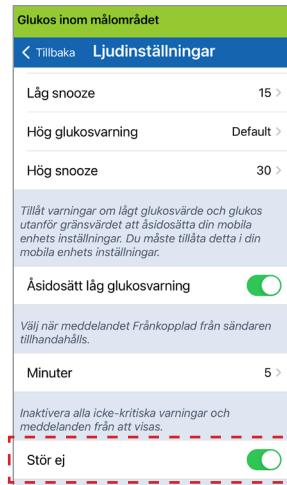 Glukos inom målområdet
Tillbaka Ljudinställningar
Låg snooze 15
Hög glukosvarning Default
Hög snooze 30
Tillåt varningar om lågt glukosvärde och glukos
utanför gränsvärdet att åsidosätta din mobila
enhets inställningar. Du måste tillåta detta i din
mobila enhets inställningar.
Åsidosätt låg glukosvarning
Välj när meddelandet Frånkopplad från sändaren
tillhandahålls.
Minuter 5
Inaktivera alla icke-kritiska varningar och
meddelanden från att visas.
Stör ej